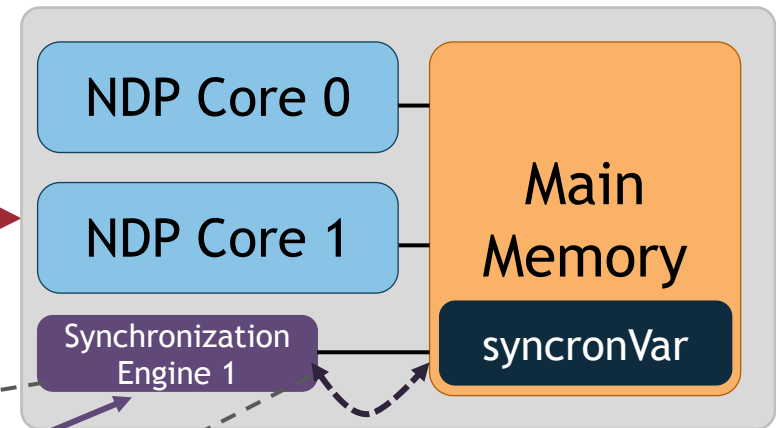 NDP Core 0
NDP Core 1
Main
Memory
Synchronization
Engine 1
syncronVar